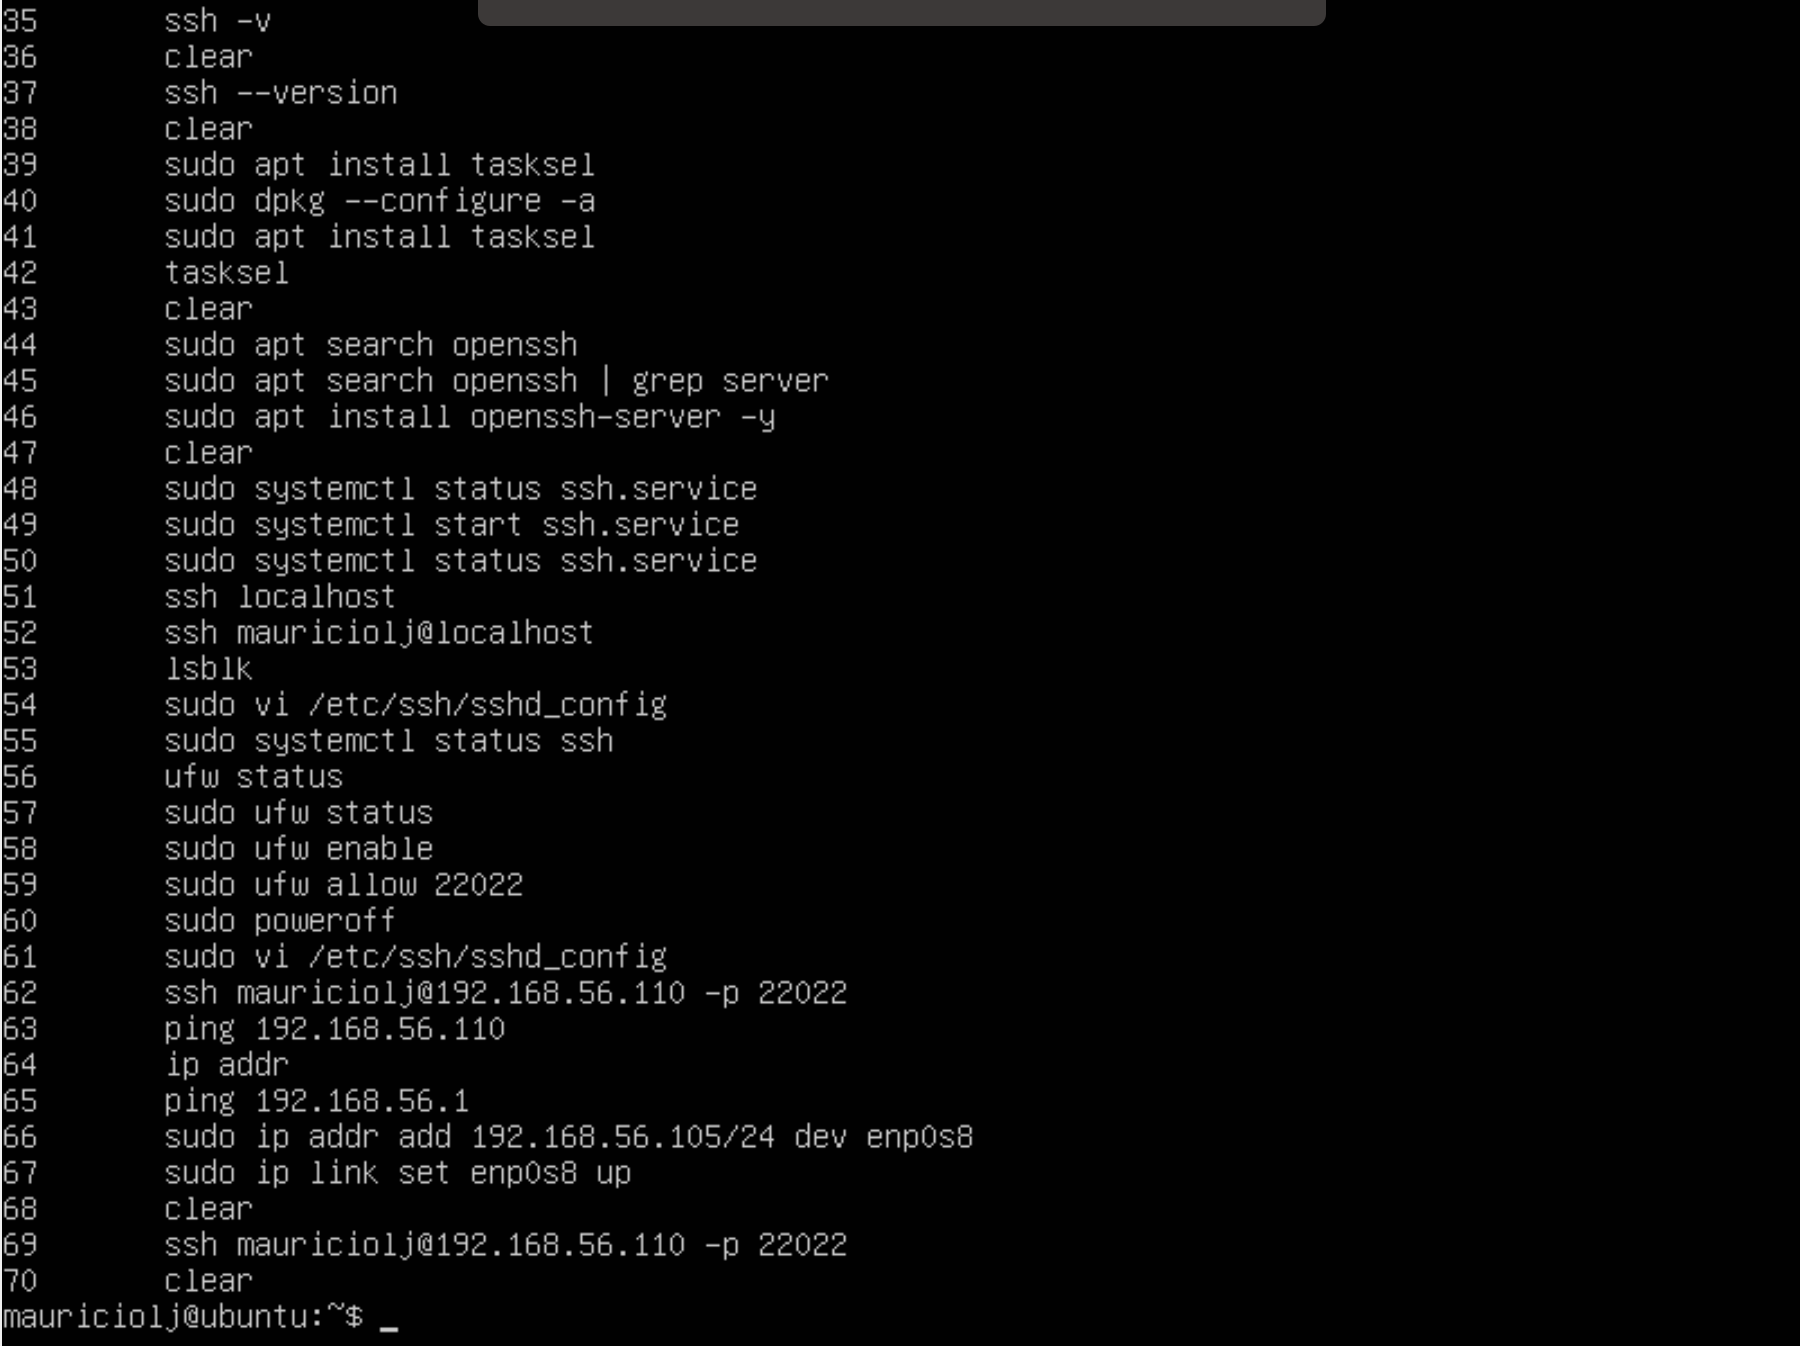 35 ssh -v
36 clear
37 ssh --version
38 clear
39 sudo apt install tasksel
40 sudo dpkg --configure -a
41 sudo apt install tasksel
42 tasksel
43 clear
44 sudo apt search openssh
45 sudo apt search openssh | grep server
46 sudo apt install openssh-server -y
47 clear
48 sudo systemctl status ssh.service
49 sudo systemctl start ssh.service
50 sudo systemctl status ssh.service
51 ssh localhost
52 ssh mauriciolj@localhost
53 lsblk
54 sudo vi /etc/ssh/sshd_config
55 sudo systemctl status ssh
56 ufw status
57 sudo ufw status
58 sudo ufw enable
59 sudo ufw allow 22022
60 sudo poweroff
61 sudo vi /etc/ssh/sshd_config
62 ssh mauriciolj@192.168.56.110 -p 22022
63 ping 192.168.56.110
64 ip addr
65 ping 192.168.56.1
66 sudo ip addr add 192.168.56.105/24 dev enp0s8
67 sudo ip link set enp0s8 up
68 clear
69 ssh mauriciolj@192.168.56.110 -p 22022
70 clear
mauriciolj@ubuntu:~$ _